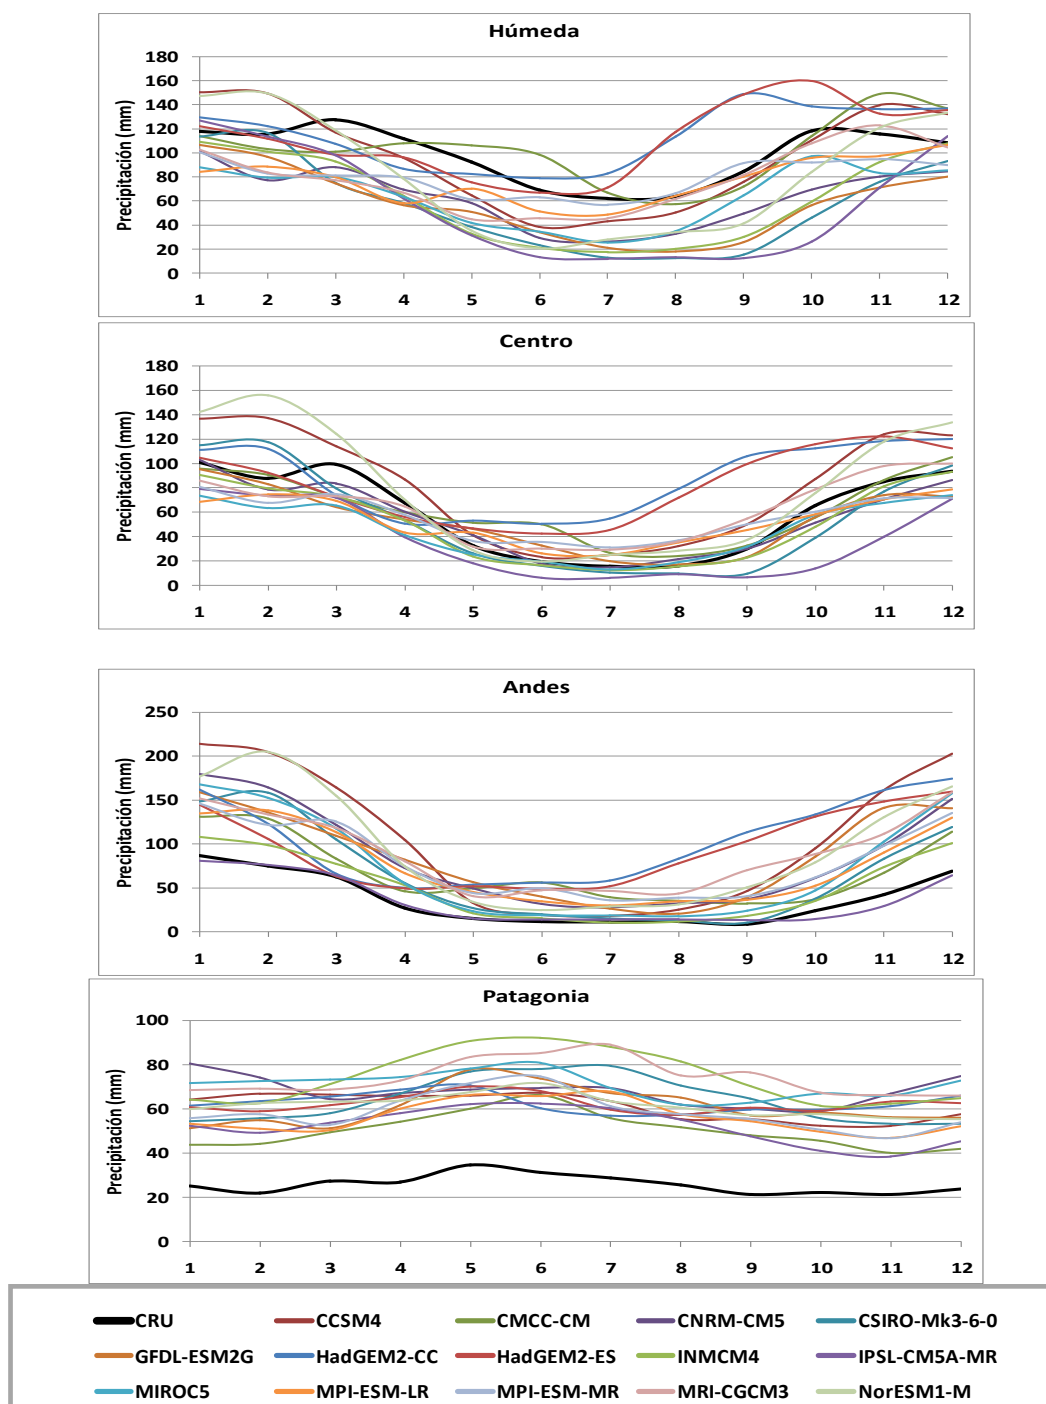 Húmeda
Precipitación (mm)
180
160
140
120
100
80
60
40
20
0
1 2 3 4 5 6 7 8 9 10 11 12
Centro
Precipitación (mm)
180
160
140
120
100
80
60
40
20
0
1 2 3 4 5 6 7 8 9 10 11 12
Andes
Precipitación (mm)
250
200
150
100
50
0
1 2 3 4 5 6 7 8 9 10 11 12
Patagonia
Precipitación (mm)
100
80
60
40
20
0
1 2 3 4 5 6 7 8 9 10 11 12
CRU CCSM4 CMCC-CM CNRM-CM5 CSIRO-Mk3-6-0
GFDL-ESM2G HadGEM2-CC HadGEM2-ES INMCM4 IPSL-CM5A-MR
MIROC5 MPI-ESM-LR MPI-ESM-MR MRI-CGCM3 NorESM1-M